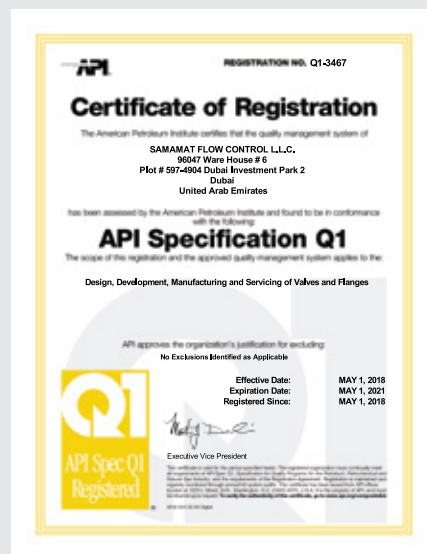 API
REGISTRATION NO. Q1-3467
Certificate of Registration
The American Petroleum Institute certifies that the quality management system of
SAMAMAT FLOW CONTROL L.L.C.
96047 Ware House # 6
Plot # 597-4904 Dubai Investment Park 2
Dubai
United Arab Emirates
has been assessed by the American Petroleum Institute and found to be in conformance
with the following:
API Specification Q1
The scope of this registration and the approved quality management system applies to the:
Design, Development, Manufacturing and Servicing of Valves and Flanges
API approves the organization's justification for excluding:
No Exclusions Identified as Applicable
Effective Date: MAY 1, 2018
Expiration Date: MAY 1, 2021
Registered Since: MAY 1, 2018
Q1
API Spec Q1
Registered
Executive Vice President